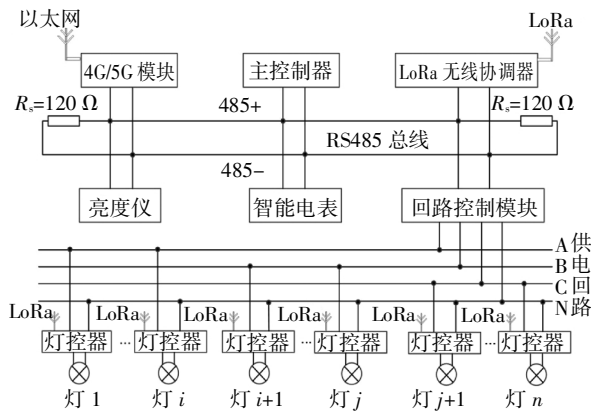 以太网
LoRa
4G/5G 模块
主控制器
LoRa 无线协调器
Rs=120 Ω
485+
Rs=120 Ω
RS485 总线
485−
亮度仪
智能电表
回路控制模块
A供
B电
C回
N路
LoRa LoRa LoRa LoRa LoRa LoRa
灯控器 ··· 灯控器 灯控器 ··· 灯控器 灯控器 ··· 灯控器
灯 1 灯 i 灯 i+1 灯 j 灯 j+1 灯 n